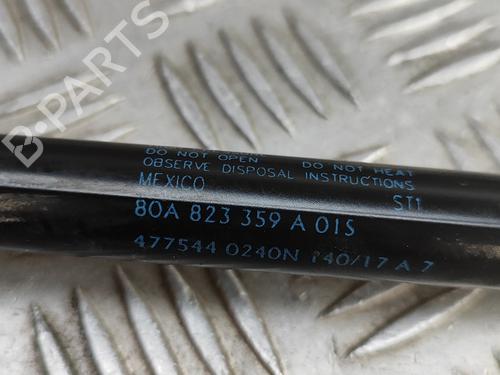 B-PARTS
DO NOT OPEN DO NOT HEAT
OBSERVE DISPOSAL INSTRUCTIONS
MEXICO ST1
80A 823 359 A 01S
477544 0240N 140/17 A 7